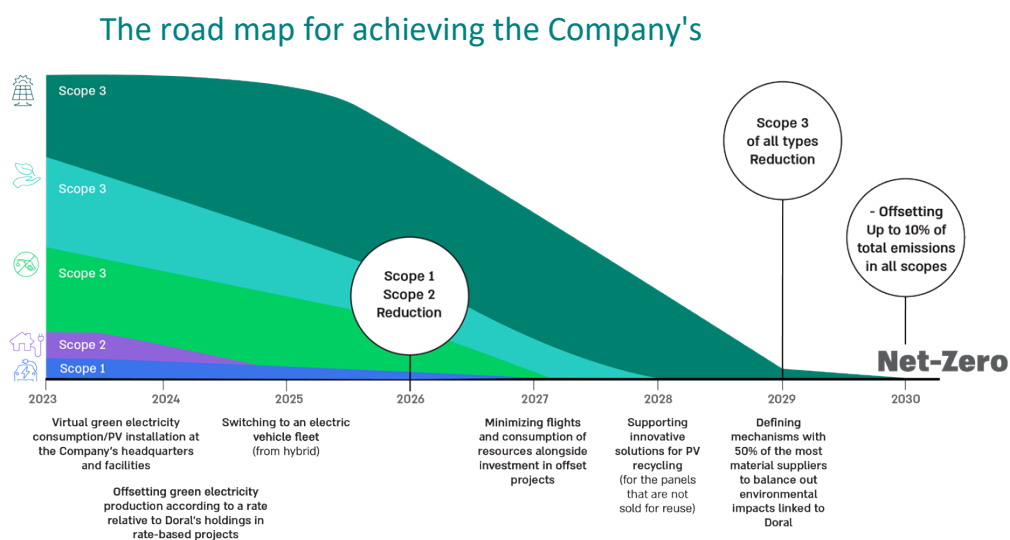 The road map for achieving the Company's
Scope 3
Scope 3
Scope 3
Scope 2
Scope 1
Scope 1
Scope 2
Reduction
Scope 3
of all types
Reduction
- Offsetting
Up to 10% of
total emissions
in all scopes
Net-Zero
2023
2024
2025
2026
2027
2028
2029
2030
Virtual green electricity
consumption/PV installation at
the Company's headquarters
and facilities
Offsetting green electricity
production according to a rate
relative to Doral's holdings in
rate-based projects
Switching to an electric
vehicle fleet
(from hybrid)
Minimizing flights
and consumption of
resources alongside
investment in offset
projects
Supporting
innovative
solutions for PV
recycling
(for the panels
that are not
sold for reuse)
Defining
mechanisms with
50% of the most
material suppliers
to balance out
environmental
impacts linked to
Doral